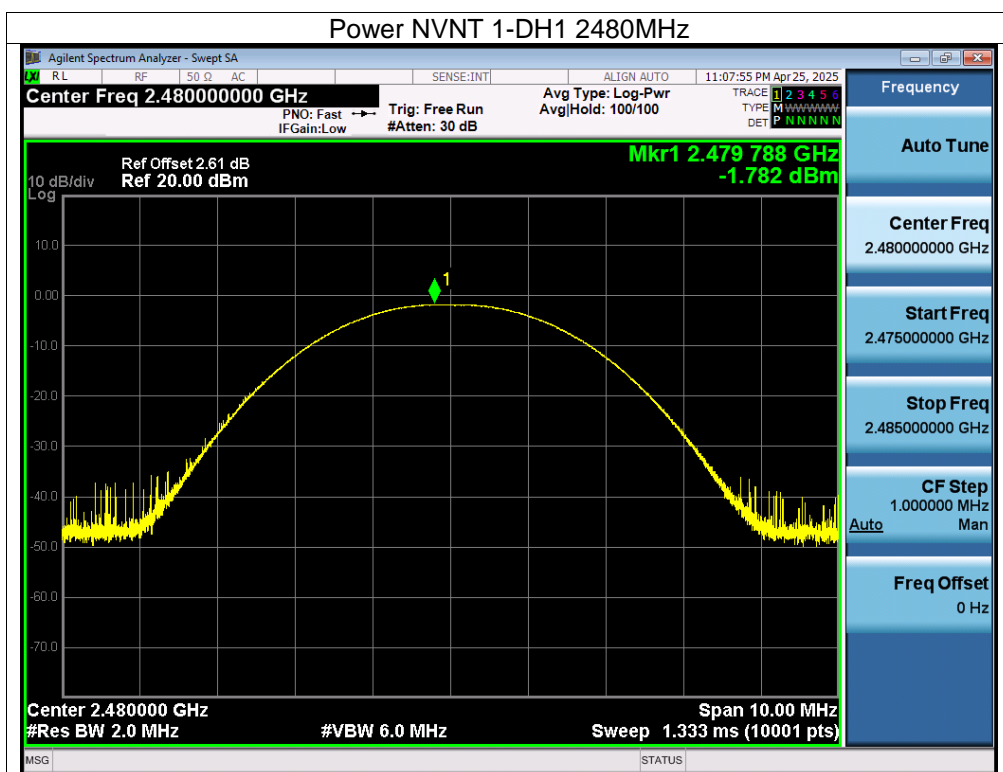 Power NVNT 1-DH1 2480MHz
Agilent Spectrum Analyzer - Swept SA
LXI RL RF 50 Ω AC SENSE:INT ALIGN AUTO 11:07:55 PM Apr 25, 2025
Center Freq 2.480000000 GHz
PNO: Fast
IFGain:Low
Trig: Free Run
#Atten: 30 dB
Avg Type: Log-Pwr
Avg|Hold: 100/100
TRACE 1 2 3 4 5 6
TYPE M WWWWW
DET P N N N N N
Mkr1 2.479 788 GHz
-1.782 dBm
Ref Offset 2.61 dB
10 dB/div Ref 20.00 dBm
Log
10.0
0.00
-10.0
-20.0
-30.0
-40.0
-50.0
-60.0
-70.0
1
Center 2.480000 GHz Span 10.00 MHz
#Res BW 2.0 MHz #VBW 6.0 MHz Sweep 1.333 ms (10001 pts)
MSG STATUS
Frequency
Auto Tune
Center Freq
2.480000000 GHz
Start Freq
2.475000000 GHz
Stop Freq
2.485000000 GHz
CF Step
1.000000 MHz
Auto Man
Freq Offset
0 Hz